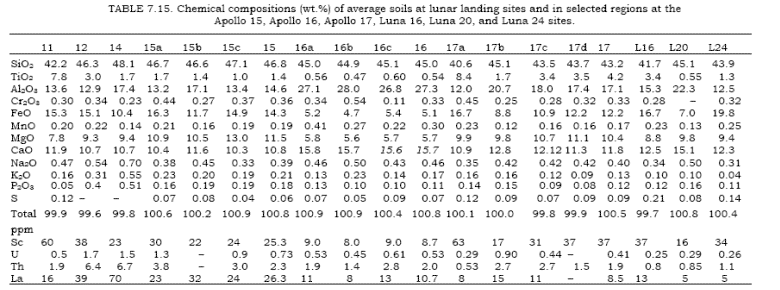 TABLE 7.15. Chemical compositions (wt.%) of average soils at lunar landing sites and in selected regions at the
Apollo 15, Apollo 16, Apollo 17, Luna 16, Luna 20, and Luna 24 sites.
11 12 14 15a 15b 15c 15 16a 16b 16c 16 17a 17b 17c 17d 17 L16 L20 L24
SiO₂ 42.2 46.3 48.1 46.7 46.6 47.1 46.8 45.0 44.9 45.1 45.0 40.6 45.1 43.5 43.7 43.2 41.7 45.1 43.9
TiO₂ 7.8 3.0 1.7 1.7 1.4 1.0 1.4 0.56 0.47 0.60 0.54 8.4 1.7 3.4 3.5 4.2 3.4 0.55 1.3
Al₂O₃ 13.6 12.9 17.4 13.2 17.1 13.4 14.6 27.1 28.0 26.8 27.3 12.0 20.7 18.0 17.4 17.1 15.3 22.3 12.5
Cr₂O₃ 0.30 0.34 0.23 0.44 0.27 0.37 0.36 0.34 0.54 0.11 0.33 0.45 0.25 0.28 0.32 0.33 0.28 – 0.32
FeO 15.3 15.1 10.4 16.3 11.7 14.9 14.3 5.2 4.7 5.4 5.1 16.7 8.8 10.9 12.2 12.2 16.7 7.0 19.8
MnO 0.20 0.22 0.14 0.21 0.16 0.19 0.19 0.41 0.27 0.22 0.30 0.23 0.12 0.16 0.16 0.17 0.23 0.13 0.25
MgO 7.8 9.3 9.4 10.9 10.5 13.0 11.5 5.8 5.6 5.7 5.7 9.9 9.8 10.7 11.1 10.4 8.8 9.8 9.4
CaO 11.9 10.7 10.7 10.4 11.6 10.3 10.8 15.8 15.7 15.6 15.7 10.9 12.8 12.12 11.3 11.8 12.5 15.1 12.3
Na₂O 0.47 0.54 0.70 0.38 0.45 0.33 0.39 0.46 0.50 0.43 0.46 0.35 0.42 0.42 0.42 0.40 0.34 0.50 0.31
K₂O 0.16 0.31 0.55 0.23 0.20 0.19 0.21 0.13 0.23 0.14 0.17 0.16 0.16 0.12 0.09 0.13 0.10 0.10 0.04
P₂O₃ 0.05 0.4 0.51 0.16 0.19 0.19 0.18 0.13 0.10 0.10 0.11 0.14 0.15 0.09 0.08 0.12 0.12 0.16 0.11
S 0.12 – – 0.07 0.08 0.04 0.06 0.07 0.05 0.09 0.07 0.12 0.09 0.07 0.09 0.09 0.21 0.08 0.14
Total 99.9 99.6 99.8 100.6 100.2 100.9 100.8 100.9 100.9 100.4 100.8 100.1 100.0 99.8 99.9 100.5 99.7 100.8 100.4
ppm
Sc 60 38 23 30 22 24 25.3 9.0 8.0 9.0 8.7 63 17 31 37 37 37 16 34
U 0.5 1.7 1.5 1.3 – 0.9 0.73 0.53 0.45 0.61 0.53 0.29 0.90 0.44 – 0.41 0.25 0.29 0.26
Th 1.9 6.4 6.7 3.8 – 3.0 2.3 1.9 1.4 2.8 2.0 0.53 2.7 2.7 1.5 1.9 0.8 0.85 1.1
La 16 39 70 23 32 24 26.3 11 8 13 10.7 8 15 11 – 8.5 13 5 5